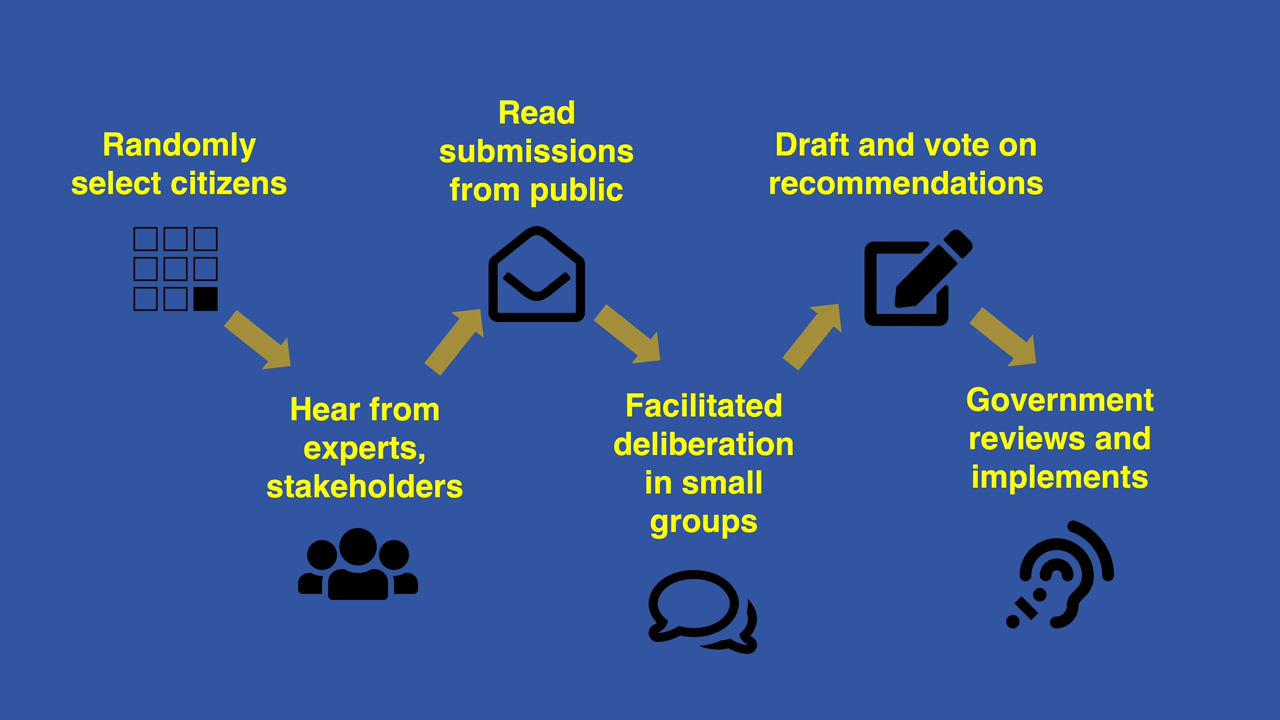 Randomly
select citizens
Hear from
experts,
stakeholders
Read
submissions
from public
Facilitated
deliberation
in small
groups
Draft and vote on
recommendations
Government
reviews and
implements